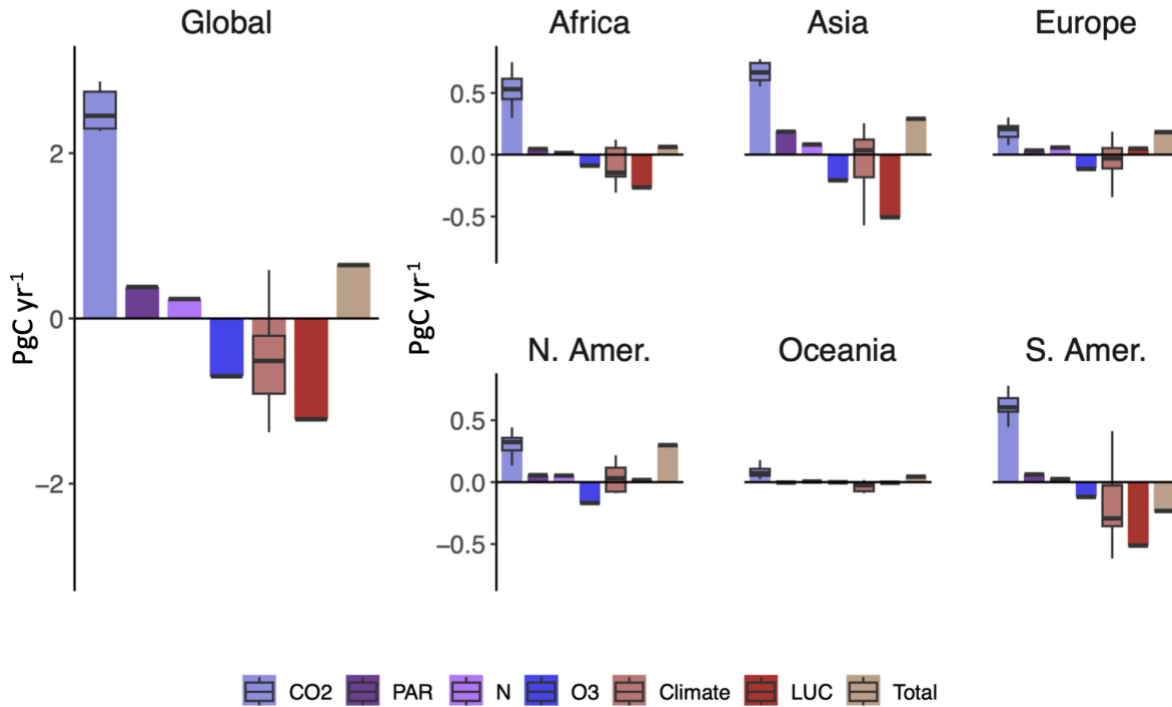 Global
Africa
Asia
Europe
PgC yr-1
2
0
−2
PgC yr-1
0.5
0.0
-0.5
N. Amer.
Oceania
S. Amer.
0.5
0.0
−0.5
CO2 PAR N O3 Climate LUC Total